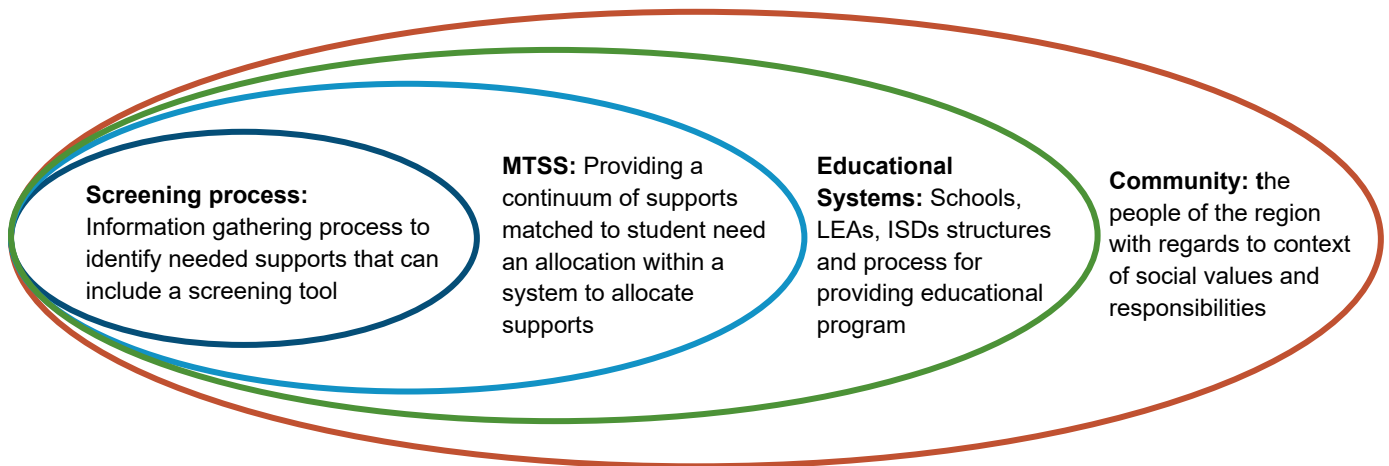 Screening process:
Information gathering process to
identify needed supports that can
include a screening tool
MTSS: Providing a
continuum of supports
matched to student need
an allocation within a
system to allocate
supports
Educational
Systems: Schools,
LEAs, ISDs structures
and process for
providing educational
program
Community: the
people of the region
with regards to context
of social values and
responsibilities